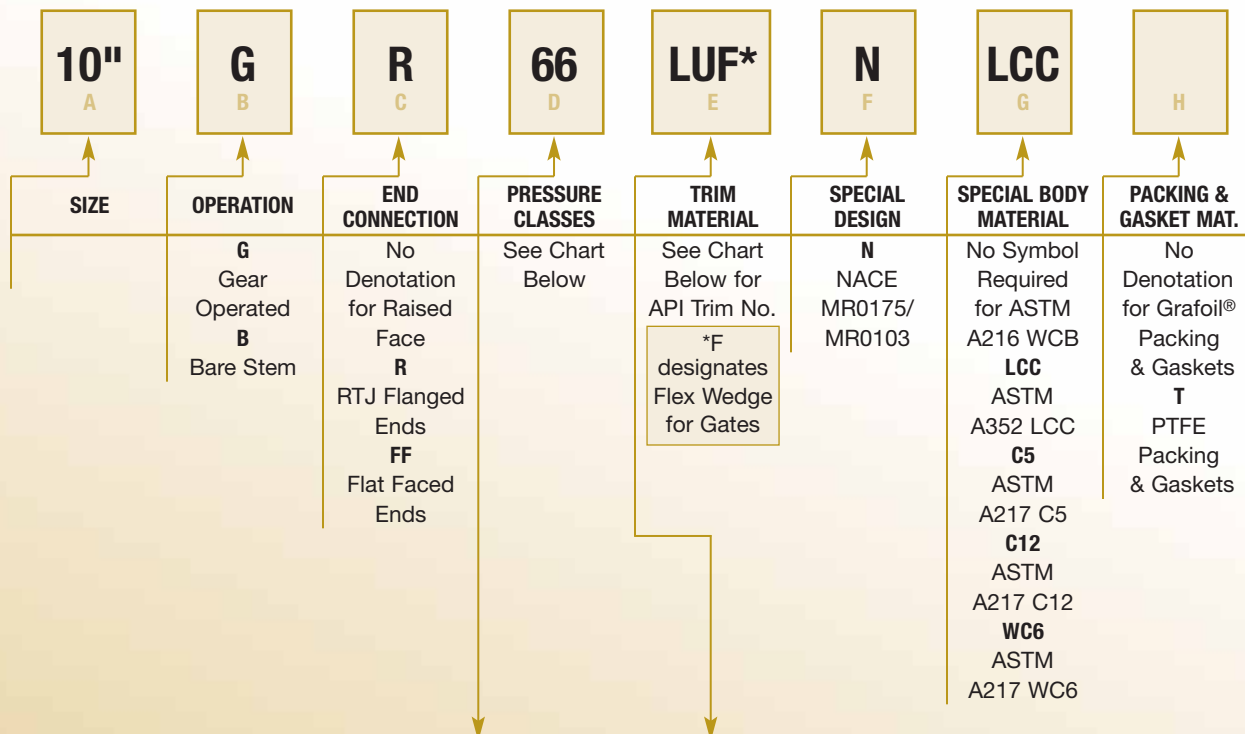 10"
A
G
B
R
C
66
D
LUF*
E
N
F
LCC
G
H
SIZE
OPERATION
G
Gear
Operated
B
Bare Stem
END
CONNECTION
No
Denotation
for Raised
Face
R
RTJ Flanged
Ends
FF
Flat Faced
Ends
PRESSURE
CLASSES
See Chart
Below
TRIM
MATERIAL
See Chart
Below for
API Trim No.
*F
designates
Flex Wedge
for Gates
SPECIAL
DESIGN
N
NACE
MR0175/
MR0103
SPECIAL BODY
MATERIAL
No Symbol
Required
for ASTM
A216 WCB
LCC
ASTM
A352 LCC
C5
ASTM
A217 C5
C12
ASTM
A217 C12
WC6
ASTM
A217 WC6
PACKING &
GASKET MAT.
No
Denotation
for Grafoil®
Packing
& Gaskets
T
PTFE
Packing
& Gaskets